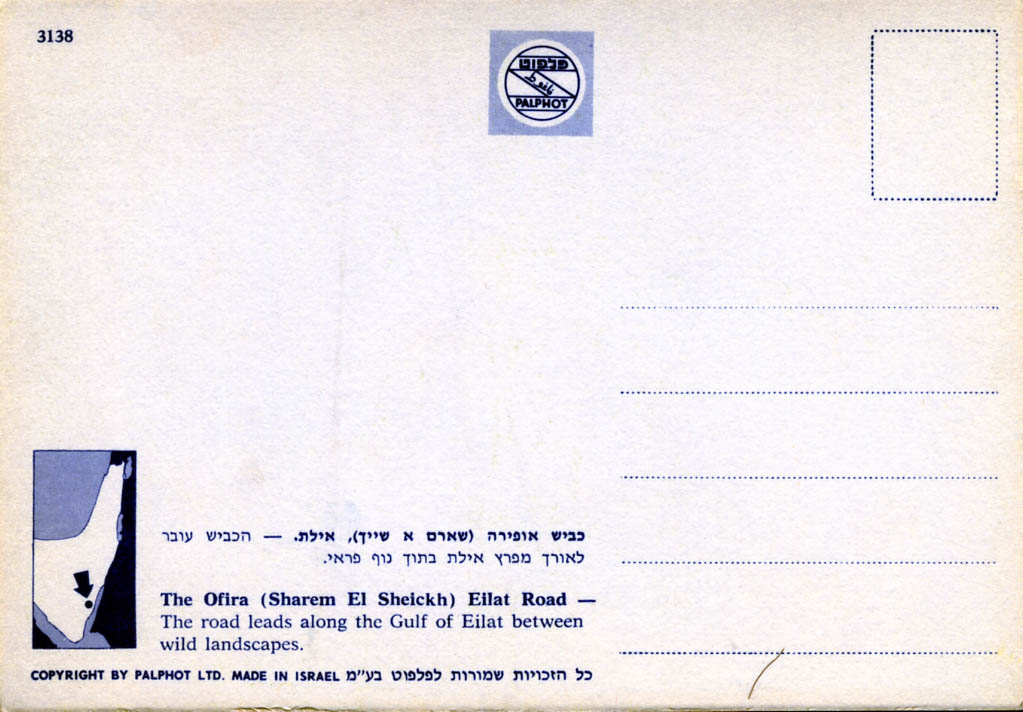 3138
פלפוט
PALPHOT
כביש אופירה (שארם א שייך), אילת. — הכביש עובר
לאורך מפרץ אילת בתוך נוף פראי.
The Ofira (Sharem El Sheickh) Eilat Road —
The road leads along the Gulf of Eilat between
wild landscapes.
COPYRIGHT BY PALPHOT LTD. MADE IN ISRAEL כל הזכויות שמורות לפלפוט בע"מ